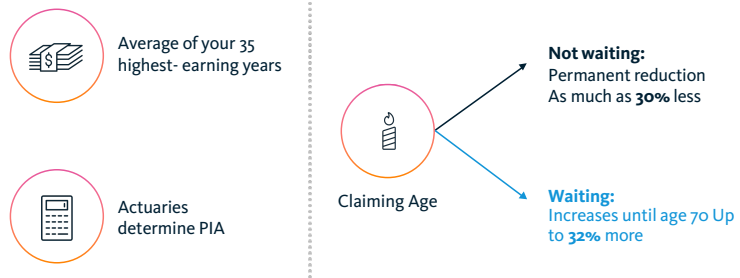 Average of your 35
highest- earning years
Actuaries
determine PIA
$
Claiming Age
Not waiting:
Permanent reduction
As much as 30% less
Waiting:
Increases until age 70 Up
to 32% more